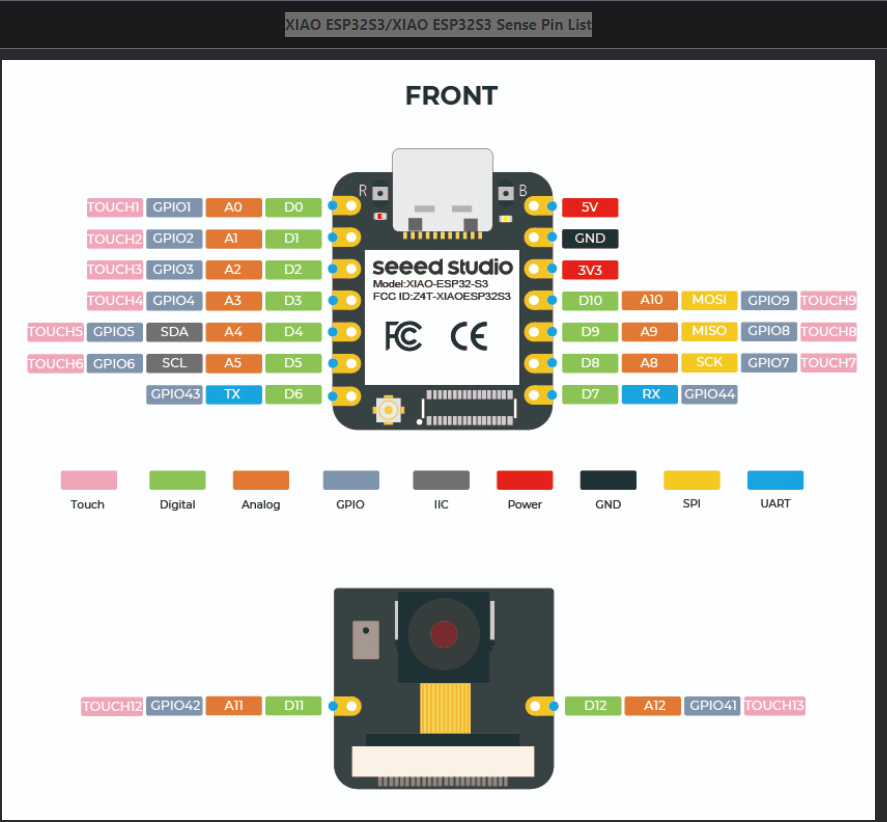 XIAO ESP32S3/XIAO ESP32S3 Sense Pin List
FRONT
R B
TOUCH1 GPIO1 A0 D0 5V
TOUCH2 GPIO2 A1 D1 GND
TOUCH3 GPIO3 A2 D2 3V3
TOUCH4 GPIO4 A3 D3 D10 A10 MOSI GPIO9 TOUCH9
TOUCH5 GPIO5 SDA A4 D4 D9 A9 MISO GPIO8 TOUCH8
TOUCH6 GPIO6 SCL A5 D5 D8 A8 SCK GPIO7 TOUCH7
GPIO43 TX D6 D7 RX GPIO44
seeed studio
Model:XIAO-ESP32-S3
FCC ID:Z4T-XIAOESP32S3
FC CE
Touch Digital Analog GPIO IIC Power GND SPI UART
TOUCH12 GPIO42 A11 D11 D12 A12 GPIO41 TOUCH13